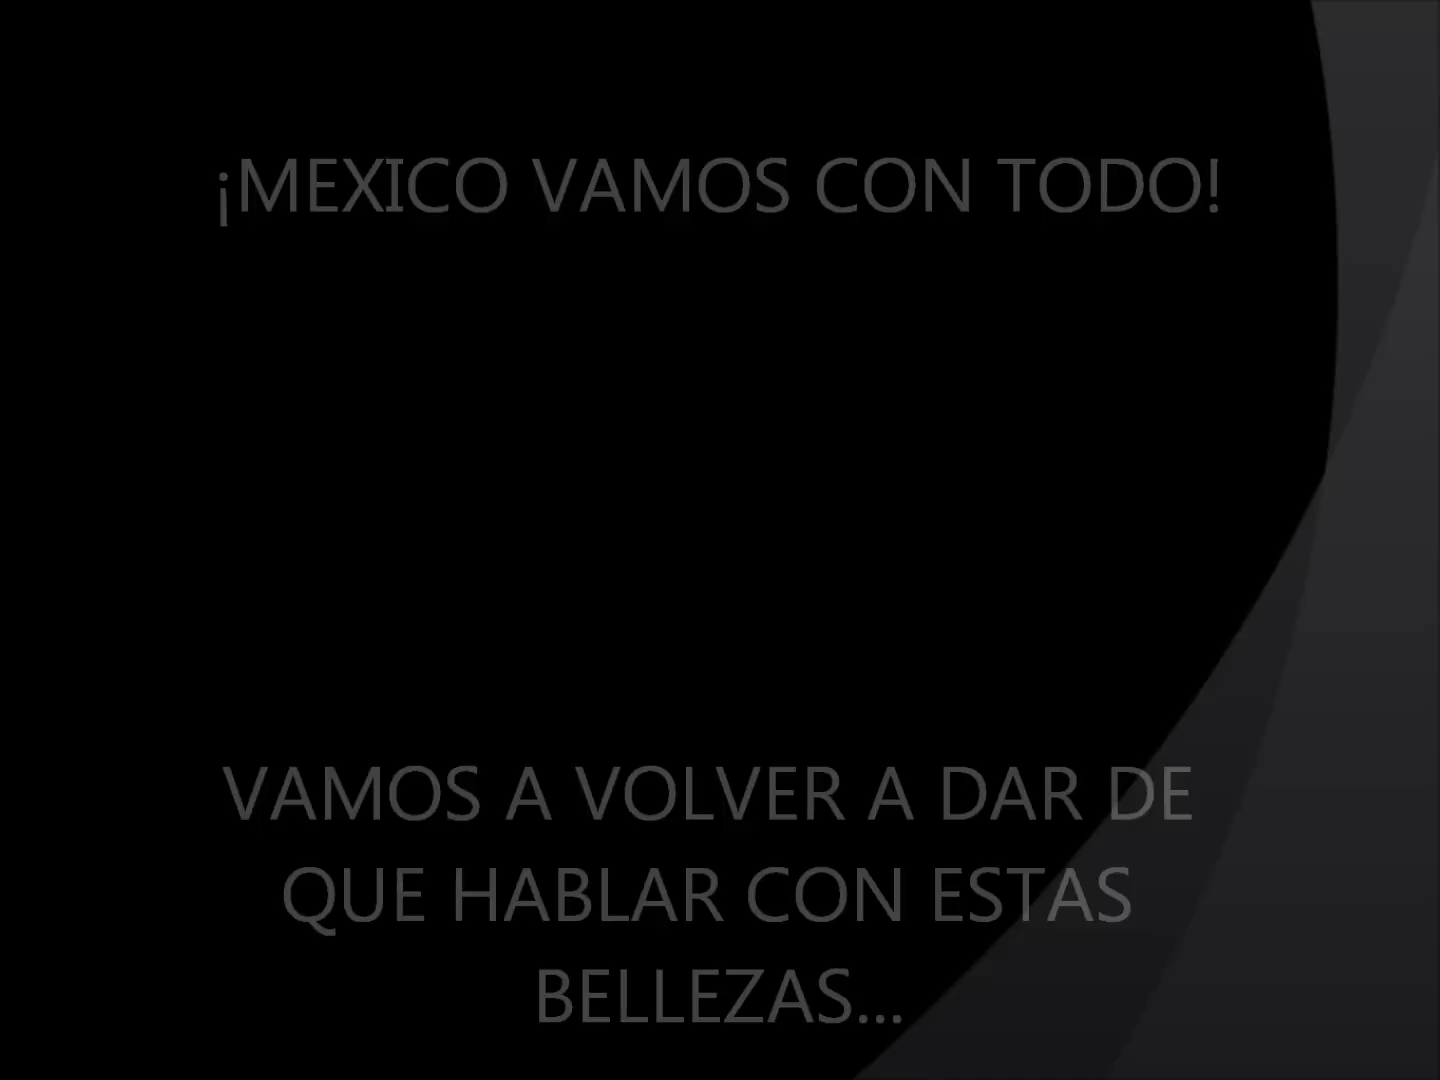 ¡MEXICO VAMOS CON TODO!
VAMOS A VOLVER A DAR DE
QUE HABLAR CON ESTAS
BELLEZAS...